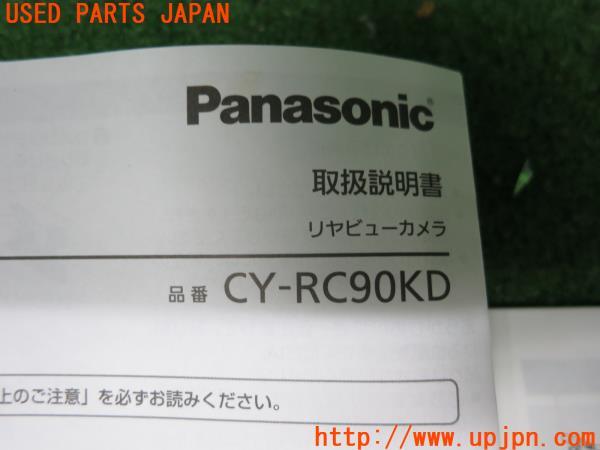 USED PARTS JAPAN
Panasonic®
取扱説明書
リヤビューカメラ
品番 CY-RC90KD
上のご注意」を必ずお読みください。
http://www.upjpn.com